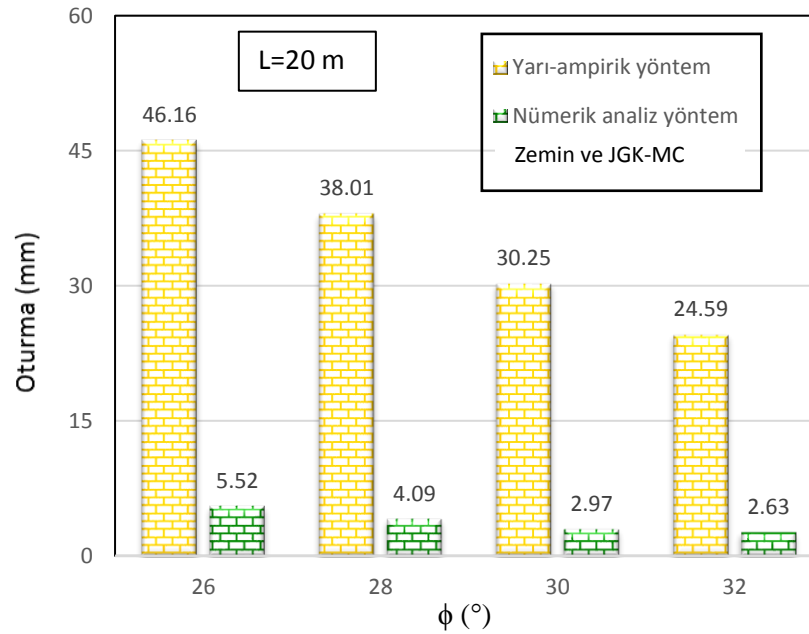 60
L=20 m
Yarı-ampirik yöntem
Nümerik analiz yöntem
Zemin ve JGK-MC
46.16
45
38.01
30.25
30
24.59
Oturma (mm)
15
5.52
4.09
2.97
2.63
0
26 28 30 32
ϕ (°)